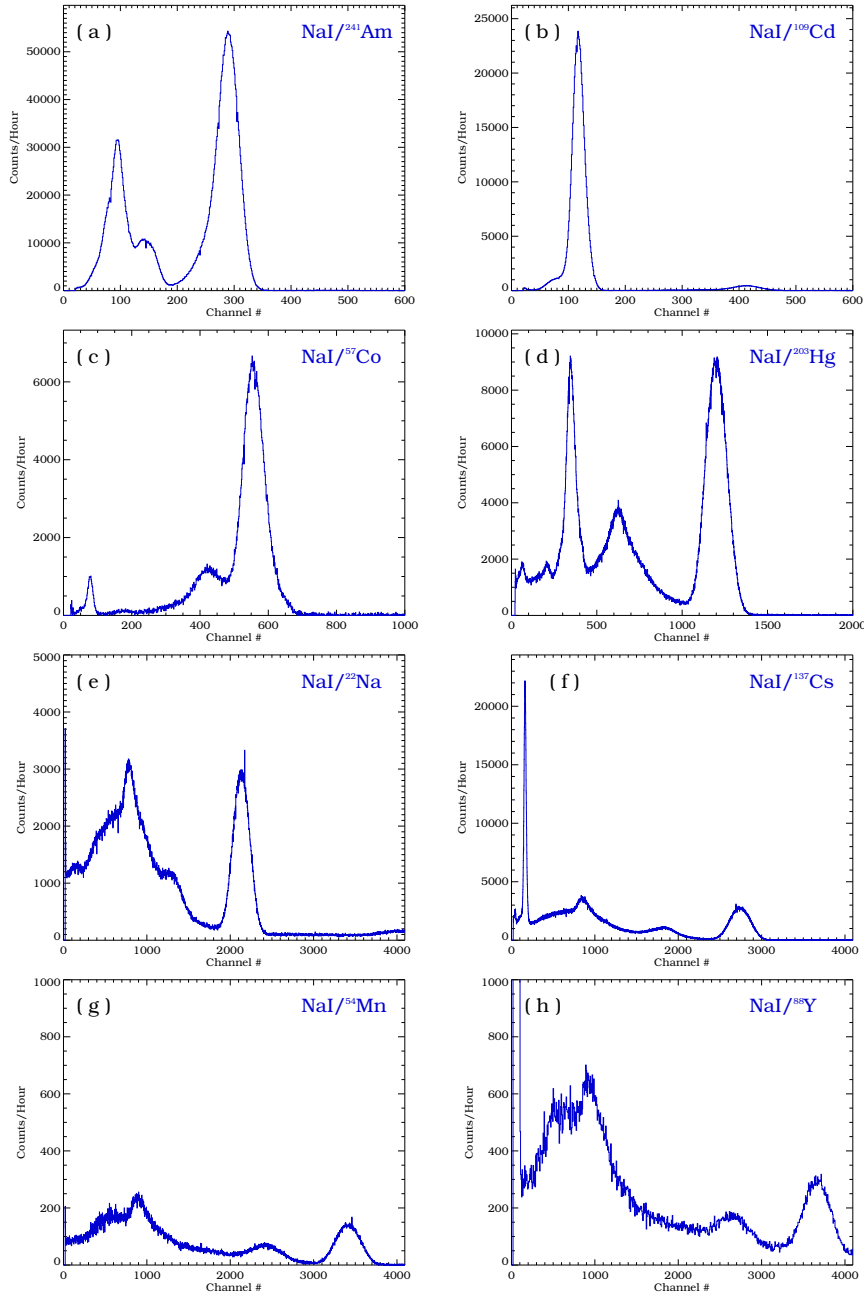 ( a ) NaI/²⁴¹Am
Counts/Hour
50000
40000
30000
20000
10000
0
0 100 200 300 400 500 600
Channel #
( b ) NaI/¹⁰⁹Cd
Counts/Hour
25000
20000
15000
10000
5000
0
0 100 200 300 400 500 600
Channel #
( c ) NaI/⁵⁷Co
Counts/Hour
6000
4000
2000
0
0 200 400 600 800 1000
Channel #
( d ) NaI/²⁰³Hg
Counts/Hour
10000
8000
6000
4000
2000
0
0 500 1000 1500 2000
Channel #
( e ) NaI/²²Na
Counts/Hour
5000
4000
3000
2000
1000
0
0 1000 2000 3000 4000
Channel #
( f ) NaI/¹³⁷Cs
Counts/Hour
20000
15000
10000
5000
0
0 1000 2000 3000 4000
Channel #
( g ) NaI/⁵⁴Mn
Counts/Hour
1000
800
600
400
200
0
0 1000 2000 3000 4000
Channel #
( h ) NaI/⁸⁸Y
Counts/Hour
1000
800
600
400
200
0
0 1000 2000 3000 4000
Channel #